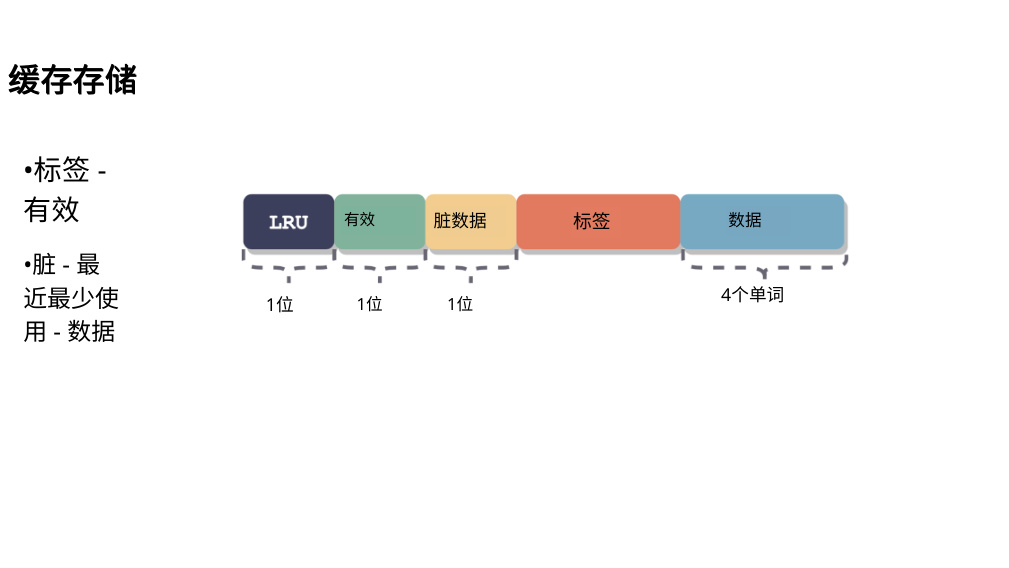 缓存存储
•标签 -
有效
•脏 - 最
近最少使
用 - 数据
LRU 有效 脏数据 标签 数据
1位 1位 1位 4个单词